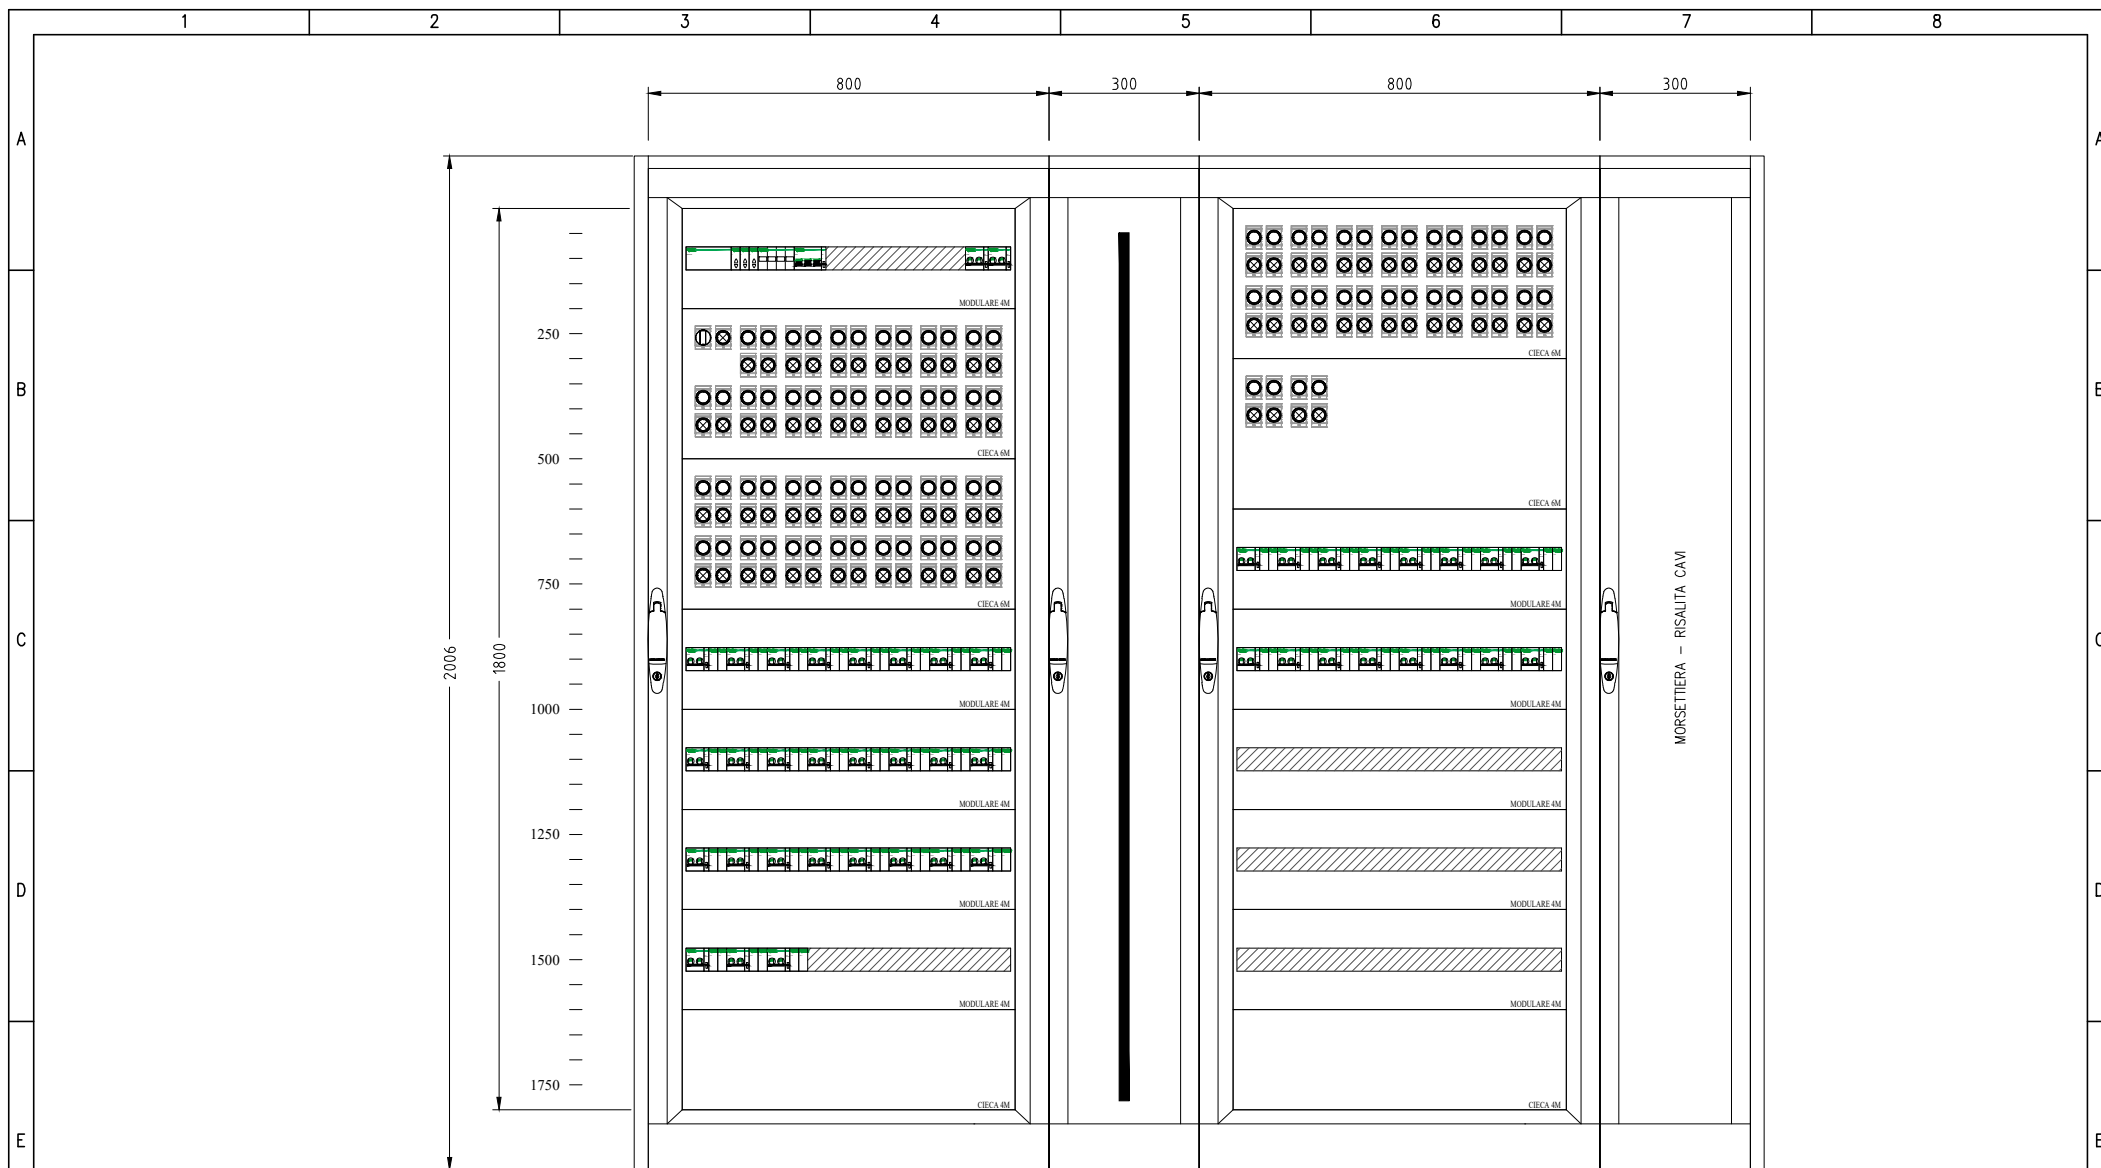 1 2 3 4 5 6 7 8
800 300 800 300
A A
MODULARE 4M
250
CIECA 6M
B B
CIECA 6M
500
CIECA 6M
750
CIECA 6M
MODULARE 4M
C C
2006
1800
MORSETTIERA - RISALITA CAVI
MODULARE 4M
MODULARE 4M
1000
MODULARE 4M
MODULARE 4M
1250
D D
MODULARE 4M
MODULARE 4M
1500
MODULARE 4M
MODULARE 4M
1750
CIECA 4M
CIECA 4M
E E